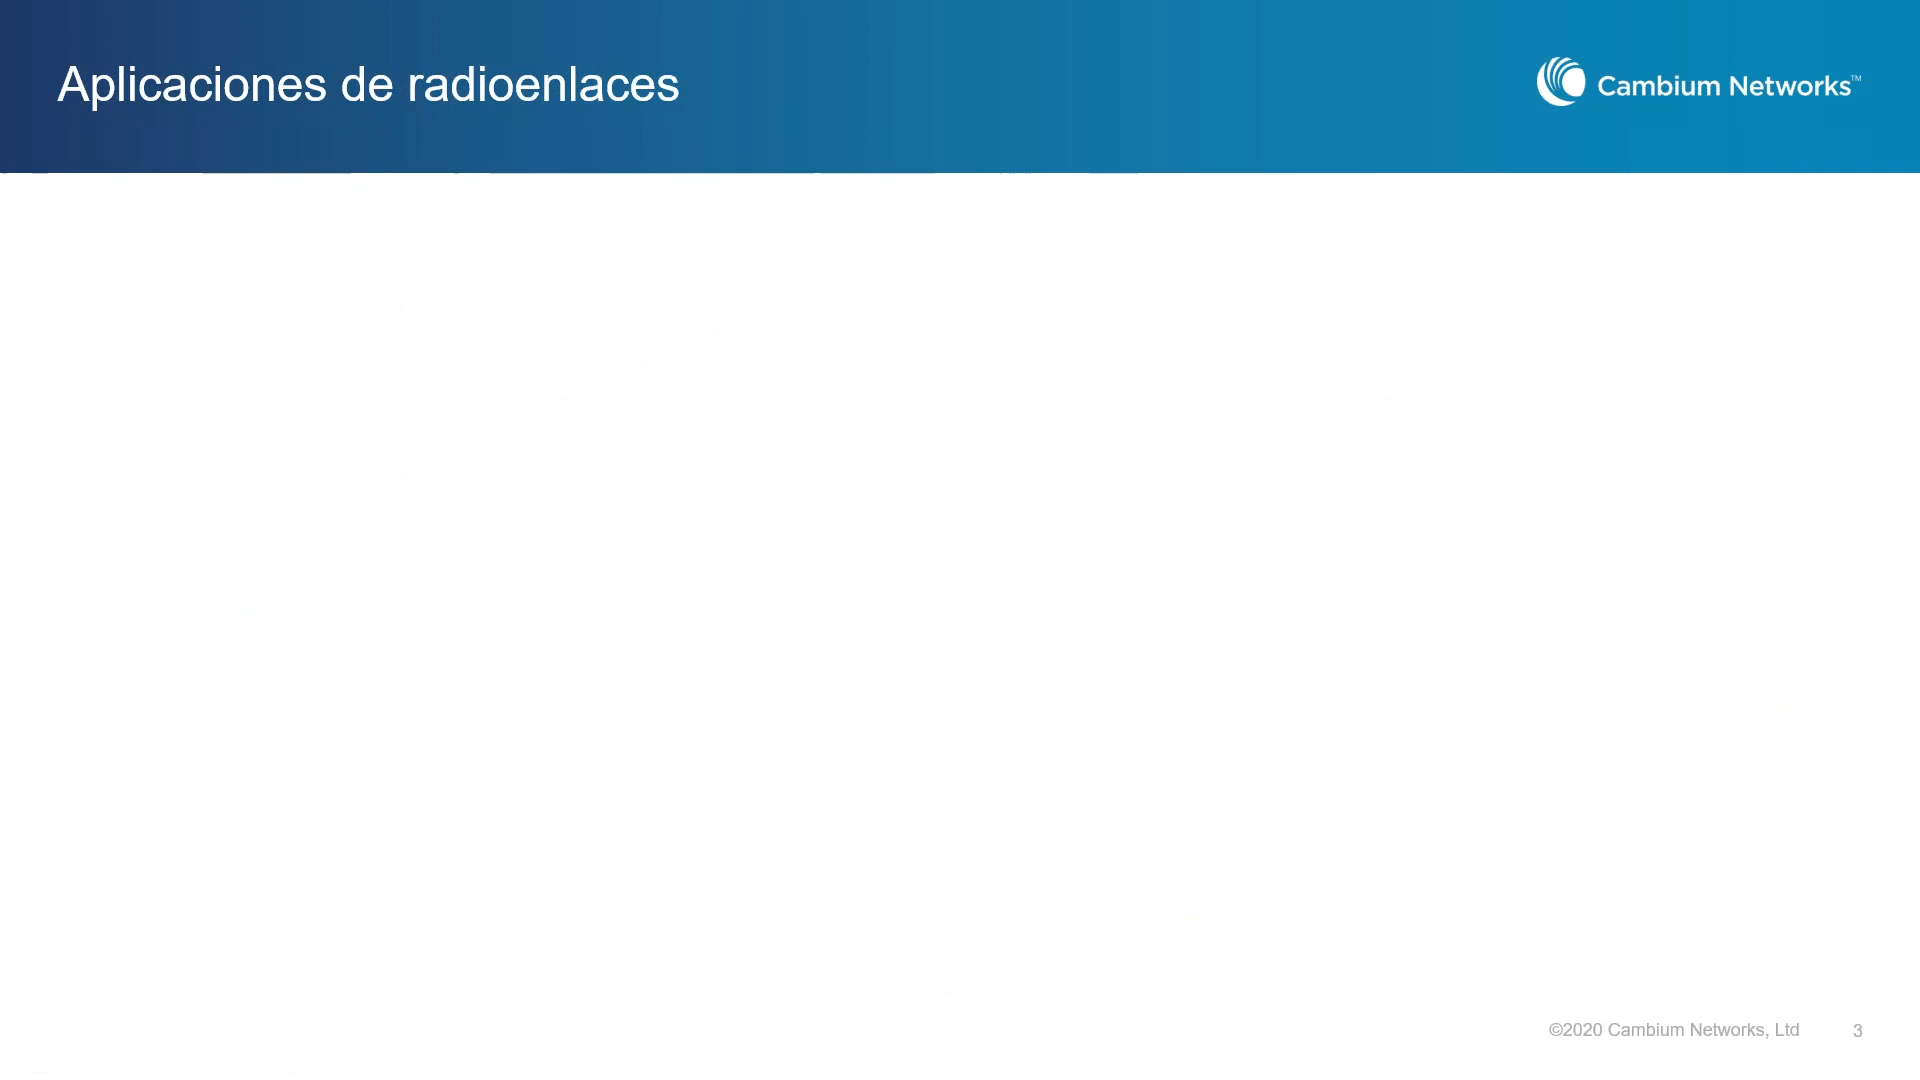 Aplicaciones de radioenlaces
Cambium Networks™
©2020 Cambium Networks, Ltd
3